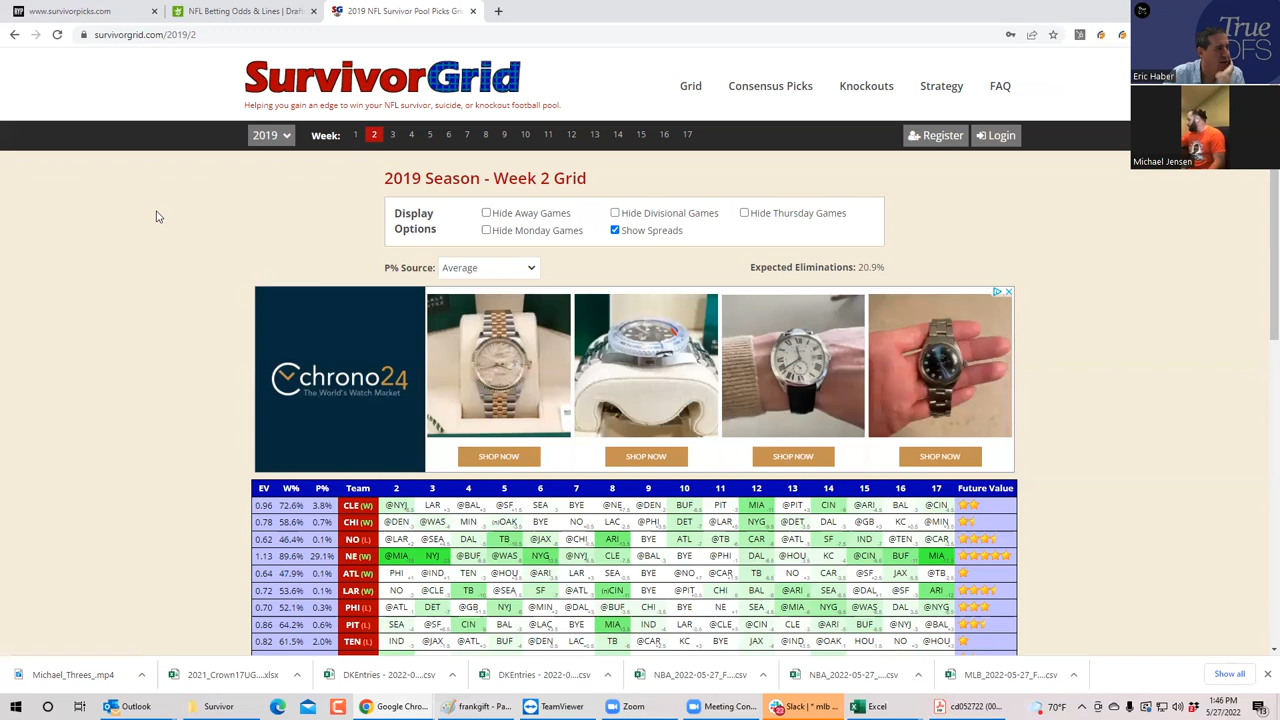 www.survivorpicks.com
NFL Betting Odds & Lines | Draft
2019 NFL Survivor Pool Picks Gri
survivorgrid.com/2019/2
True
DFS
Eric Haber
Michael Jensen
SurvivorGrid
Helping you gain an edge to win your NFL survivor, suicide, or knockout football pool.
Grid Consensus Picks Knockouts Strategy FAQ
2019 Week: 1 2 3 4 5 6 7 8 9 10 11 12 13 14 15 16 17 Register Login
2019 Season - Week 2 Grid
Display Options
Hide Away Games Hide Divisional Games Hide Thursday Games
Hide Monday Games Show Spreads
P% Source: Average Expected Eliminations: 20.9%
chrono24
The World's Watch Market
SHOP NOW SHOP NOW SHOP NOW SHOP NOW
EV W% P% Team 2 3 4 5 6 7 8 9 10 11 12 13 14 15 16 17 Future Value
0.96 72.6% 3.8% CLE (W) @NYJ LAR @BAL @SF SEA BYE @NE @DEN BUF PIT MIA @PIT CIN @ARI BAL @CIN
0.78 58.6% 0.7% CHI (W) @DEN @WAS MIN OAK BYE NO LAC @PHI DET @LAR NYG @DET DAL @GB KC @MIN
0.62 46.4% 0.1% NO (L) @LAR @SEA DAL TB @JAX @CHI ARI BYE ATL @TB CAR @ATL SF IND @TEN @CAR
1.13 89.6% 29.1% NE (W) @MIA NYJ @BUF @WAS NYG @NYJ CLE @BAL BYE @PHI DAL @HOU KC @CIN BUF MIA
0.64 47.9% 0.1% ATL (W) PHI @IND TEN @HOU @ARI LAR SEA BYE @NO @CAR TB NO CAR @SF JAX @TB
0.72 53.6% 0.1% LAR (W) NO @CLE TB @SEA SF @ATL CIN BYE @PIT CHI BAL @ARI SEA @DAL @SF ARI
0.70 52.1% 0.3% PHI (L) @ATL DET @GB NYJ @MIN @DAL @BUF CHI BYE NE SEA @MIA NYG @WAS DAL @NYG
0.86 64.2% 0.6% PIT (L) SEA @SF CIN BAL @LAC BYE MIA IND LAR @CLE @CIN CLE @ARI BUF @NYJ @BAL
0.82 61.5% 2.0% TEN (L) IND @JAX @ATL BUF @DEN LAC TB @CAR KC BYE JAX @IND @OAK HOU NO @HOU
Michael_Threes_.mp4 2021_Crown17UG....xlsx DKEntries - 2022-0....csv DKEntries - 2022-0....csv NBA_2022-05-27_F....csv NBA_2022-05-27_....csv MLB_2022-05-27_F....csv Show all
Outlook Survivor Google Chro... frankgift - Pa... TeamViewer Zoom Meeting Con... Slack | * mlb ... Excel cd052722 (00... 70°F 1:46 PM
5/27/2022